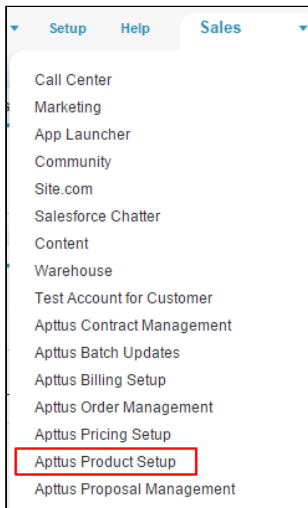 Setup Help Sales
Call Center
Marketing
App Launcher
Community
Site.com
Salesforce Chatter
Content
Warehouse
Test Account for Customer
Apttus Contract Management
Apttus Batch Updates
Apttus Billing Setup
Apttus Order Management
Apttus Pricing Setup
Apttus Product Setup
Apttus Proposal Management